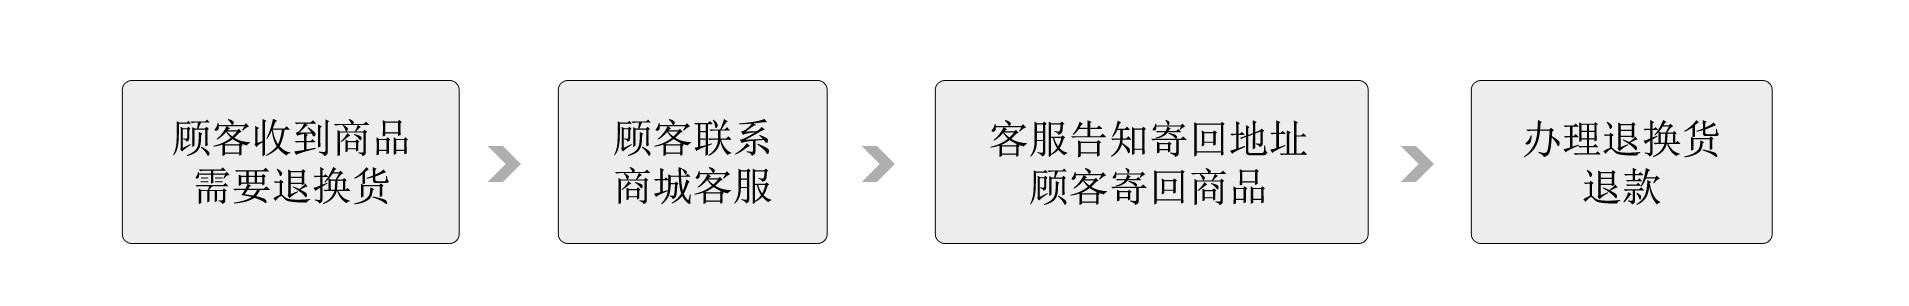 顾客收到商品
需要退换货
顾客联系
商城客服
客服告知寄回地址
顾客寄回商品
办理退换货
退款